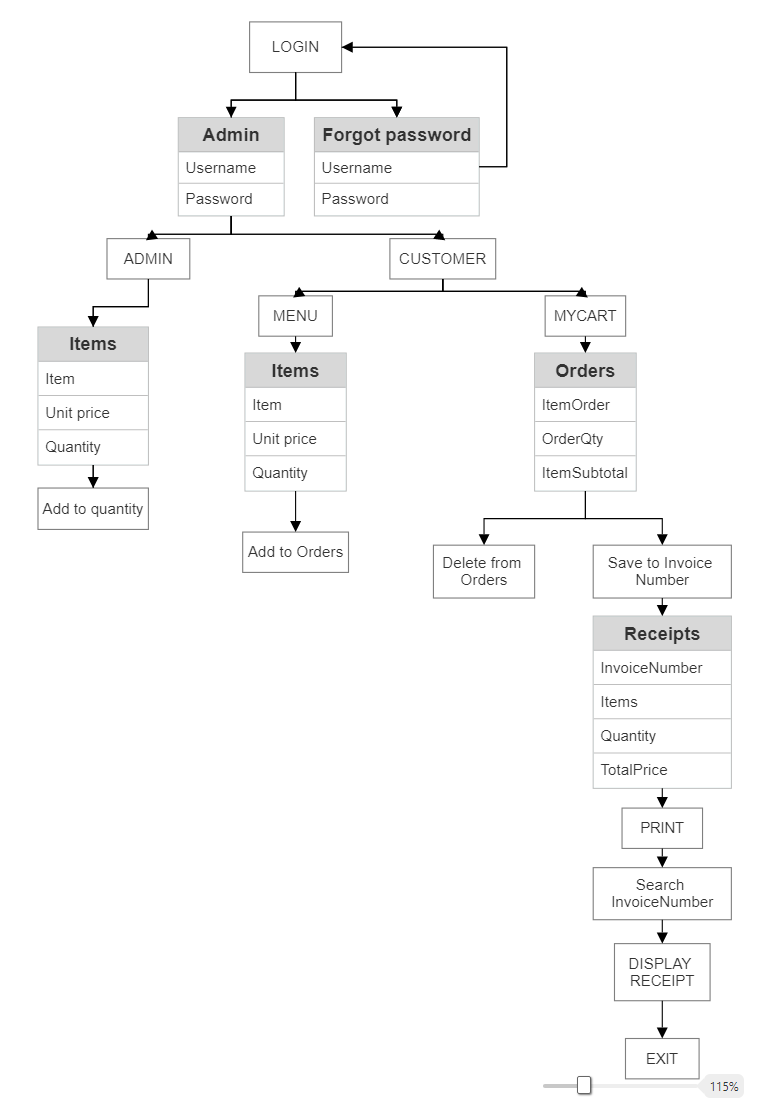 LOGIN
Admin
Username
Password
Forgot password
Username
Password
ADMIN
CUSTOMER
Items
Item
Unit price
Quantity
Add to quantity
MENU
Items
Item
Unit price
Quantity
Add to Orders
MYCART
Orders
ItemOrder
OrderQty
ItemSubtotal
Delete from
Orders
Save to Invoice
Number
Receipts
InvoiceNumber
Items
Quantity
TotalPrice
PRINT
Search
InvoiceNumber
DISPLAY
RECEIPT
EXIT
115%